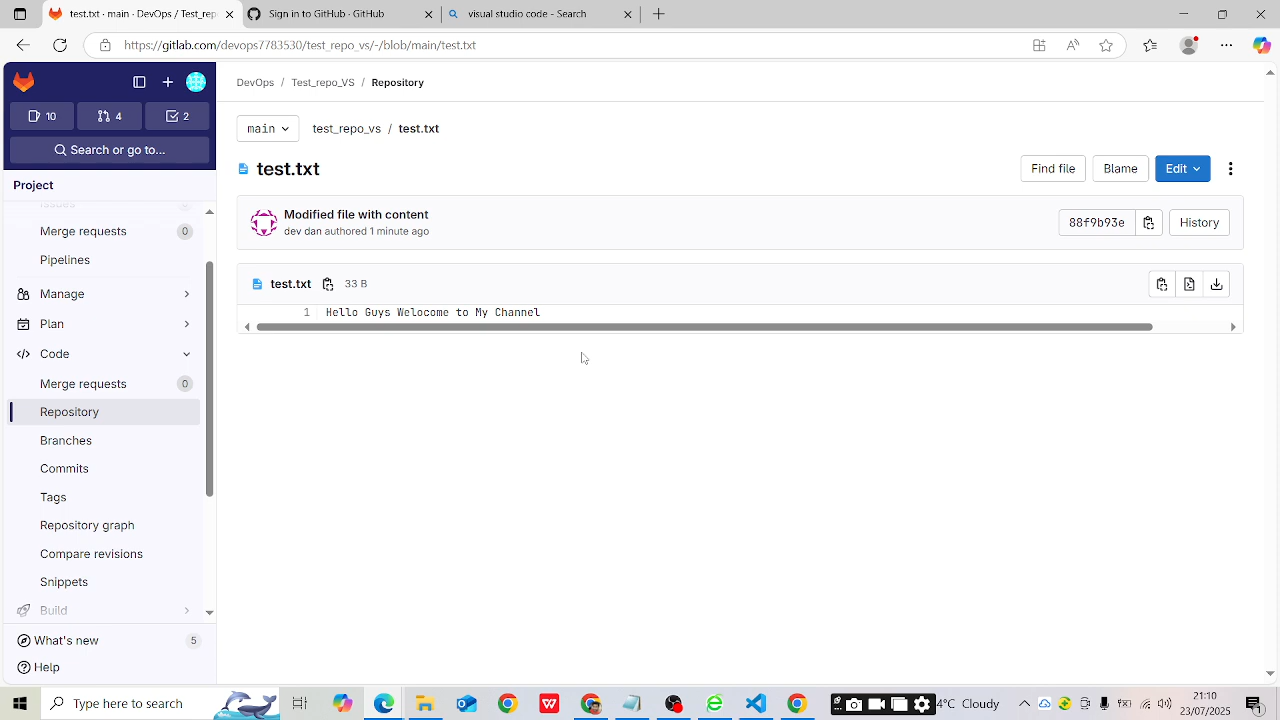 test.txt · main · DevOps / Test_rep
Sign in to GitHub · GitHub
visual studio code - Search
https://gitlab.com/devops7783530/test_repo_vs/-/blob/main/test.txt
10
4
2
Search or go to...
Project
Issues
0
Merge requests
0
Pipelines
Manage
Plan
Code
Merge requests
0
Repository
Branches
Commits
Tags
Repository graph
Compare revisions
Snippets
Build
What's new
5
Help
DevOps / Test_repo_VS / Repository
main
test_repo_vs / test.txt
test.txt
Find file
Blame
Edit
Modified file with content
dev dan authored 1 minute ago
88f9b93e
History
test.txt
33 B
1 Hello Guys Welocome to My Channel
Type here to search
4°C Cloudy
21:10
23/07/2025